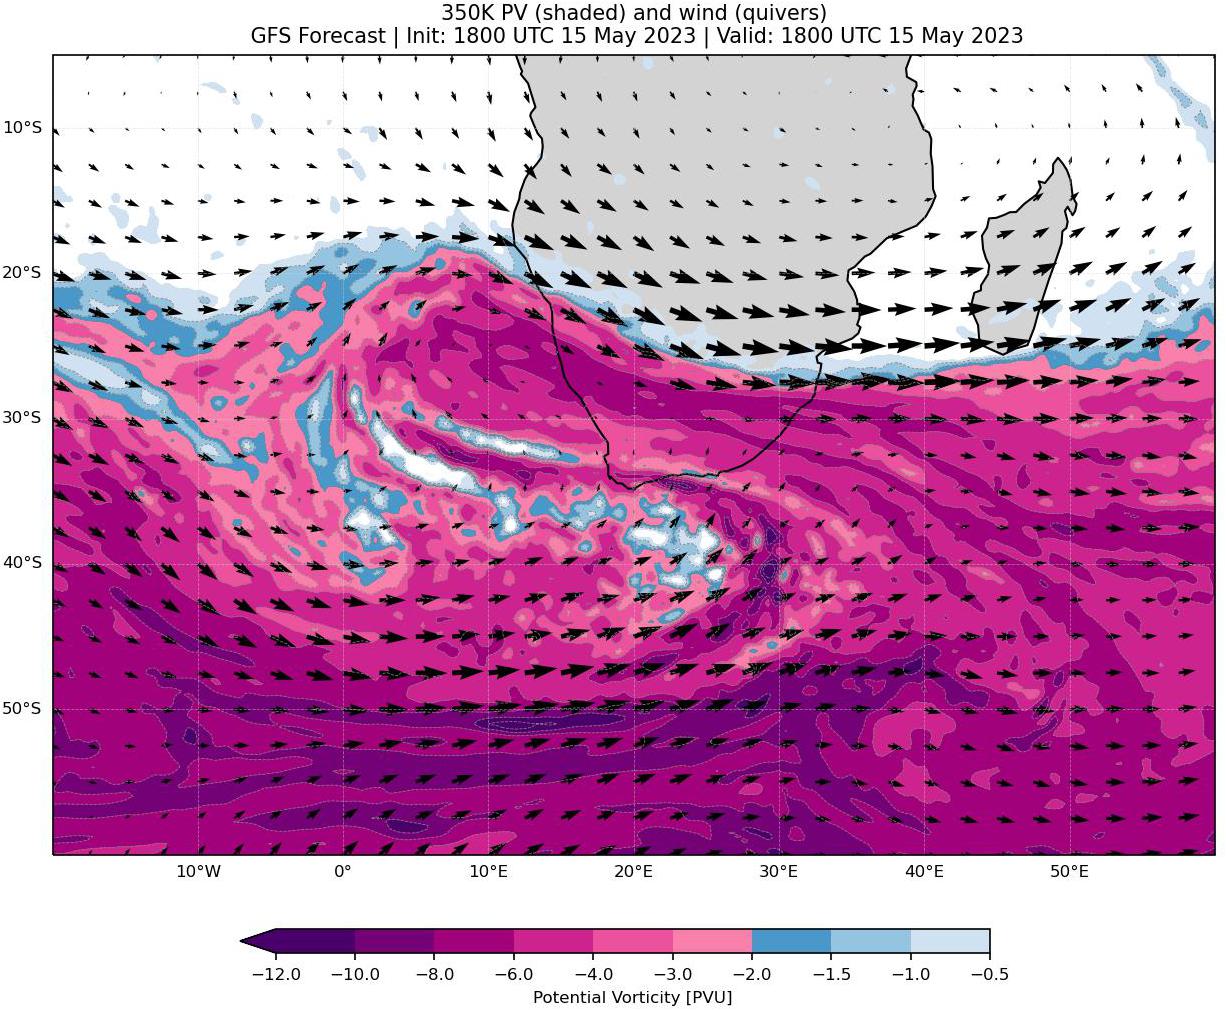 350K PV (shaded) and wind (quivers)
GFS Forecast | Init: 1800 UTC 15 May 2023 | Valid: 1800 UTC 15 May 2023
10°S
20°S
30°S
40°S
50°S
10°W 0° 10°E 20°E 30°E 40°E 50°E
−12.0 −10.0 −8.0 −6.0 −4.0 −3.0 −2.0 −1.5 −1.0 −0.5
Potential Vorticity [PVU]